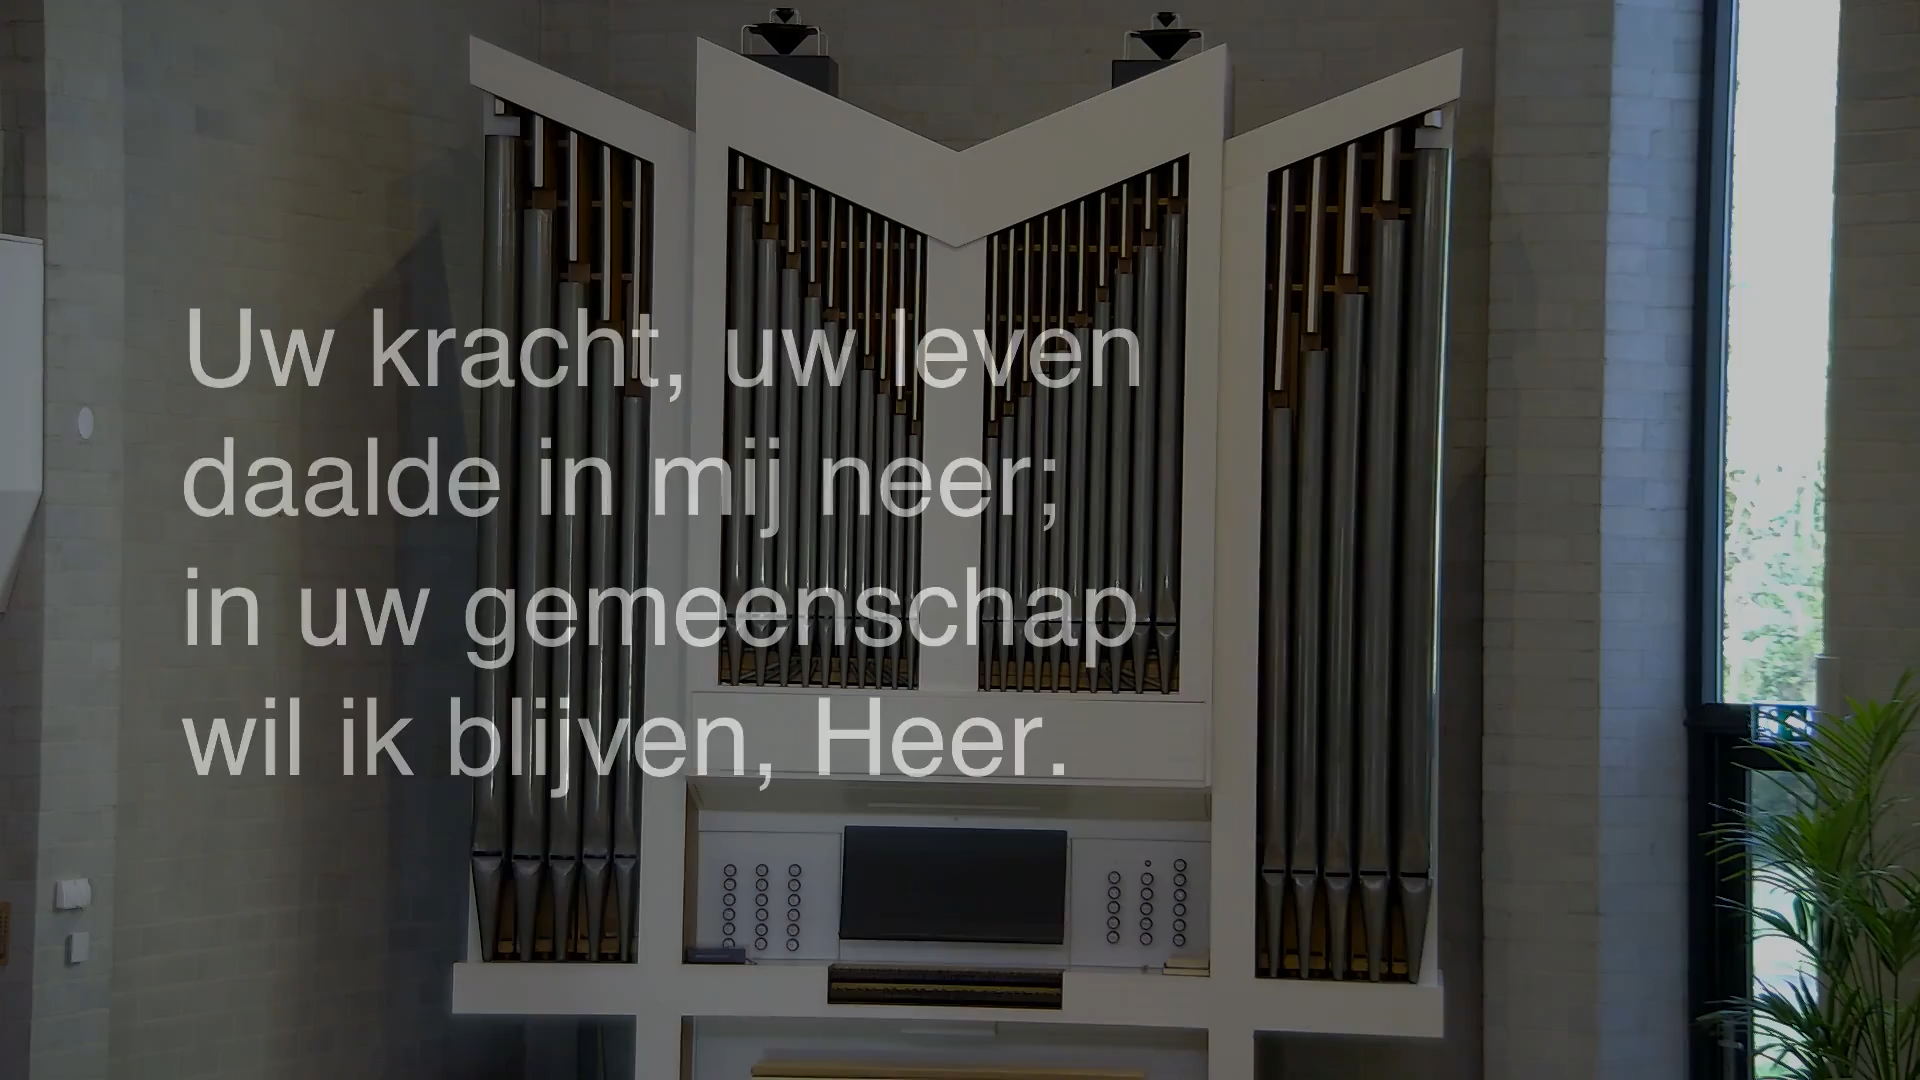 Uw kracht, uw leven
daalde in mij neer;
in uw gemeenschap
wil ik blijven, Heer.